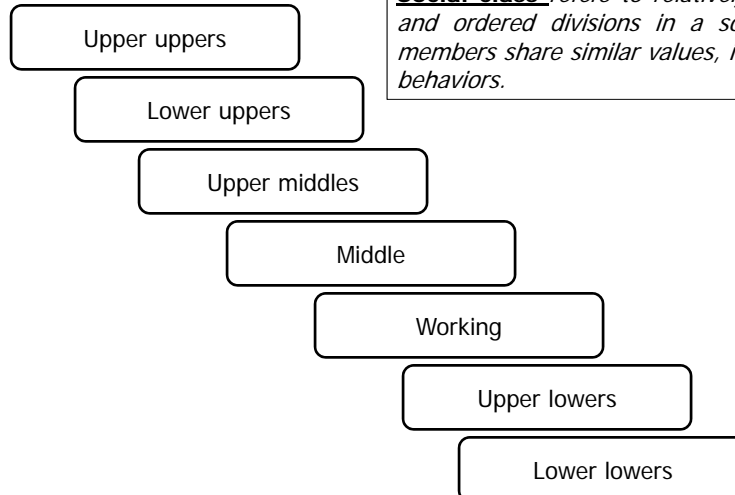 Upper uppers
Social class refers to
and ordered divisions in a
members share similar values,
behaviors.
Lower uppers
Upper middles
Middle
Working
Upper lowers
Lower lowers